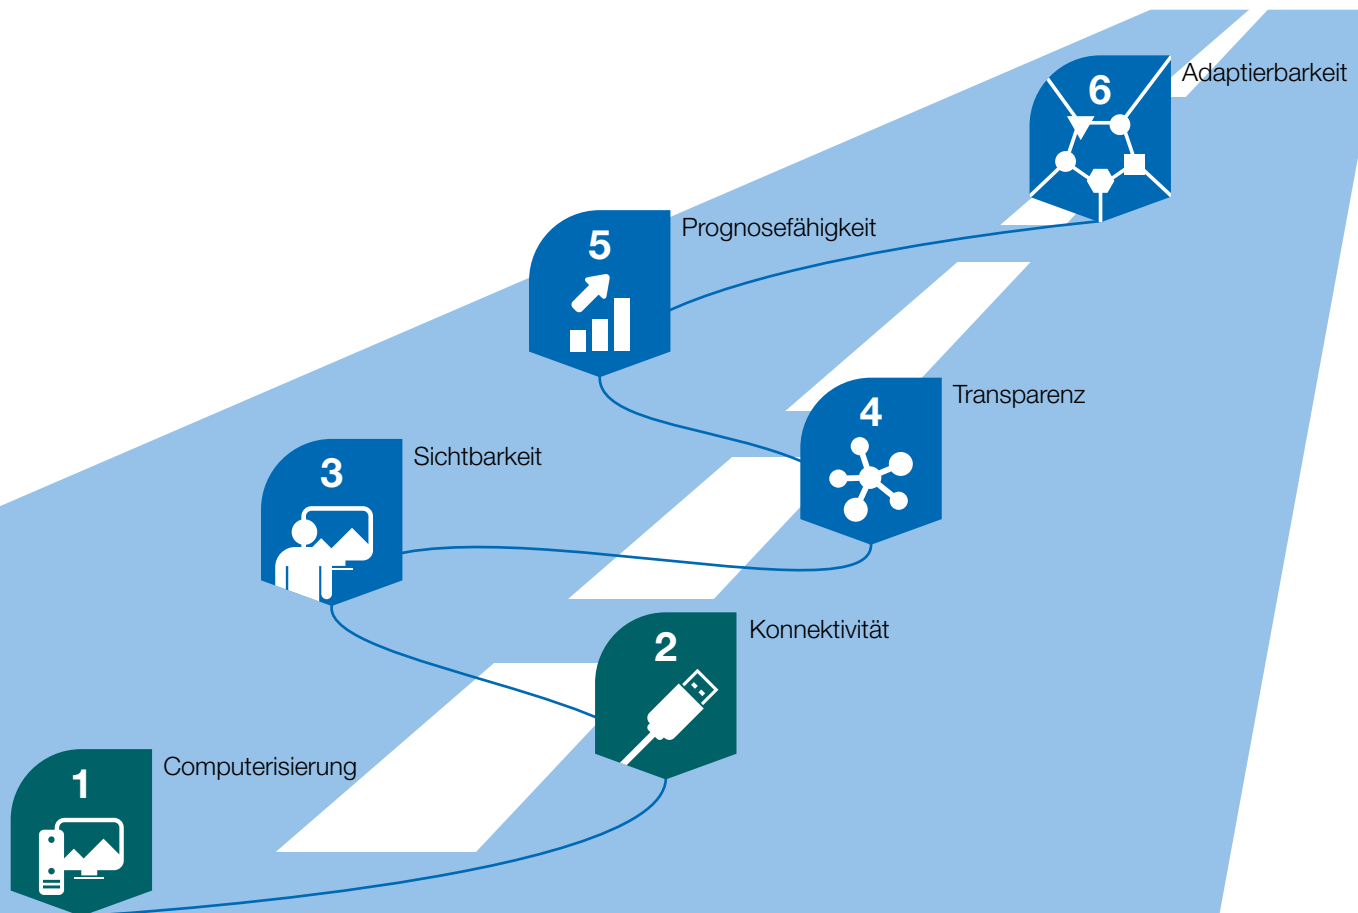 6
Adaptierbarkeit
5
Prognosefähigkeit
4
Transparenz
3
Sichtbarkeit
2
Konnektivität
1
Computerisierung